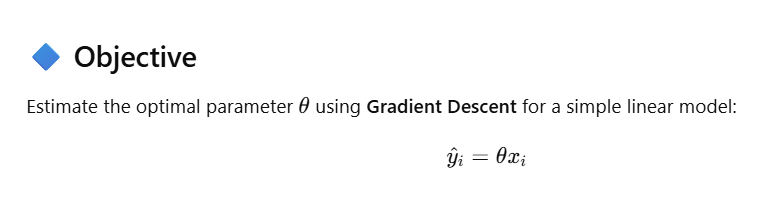 Objective
Estimate the optimal parameter θ using Gradient Descent for a simple linear model:
ŷᵢ = θxᵢ